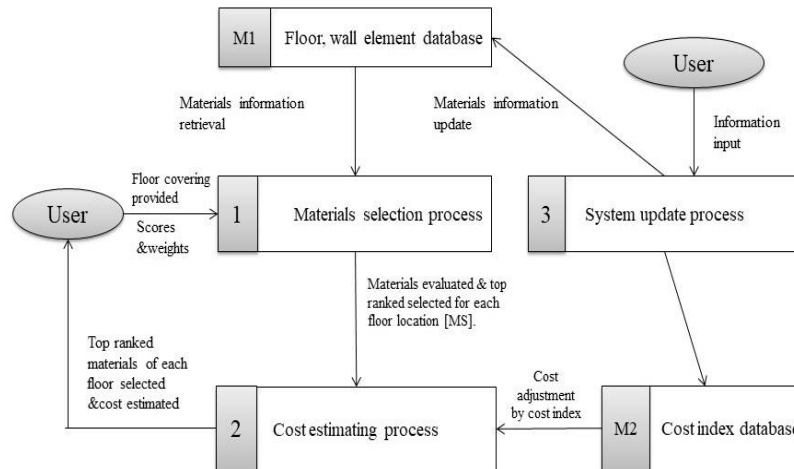 M1
Floor, wall element database
User
Materials information
retrieval
Materials information
update
Information
input
Floor covering
provided
User
Scores
&weights
1
Materials selection process
3
System update process
Materials evaluated & top
ranked selected for each
floor location [MS].
Top ranked
materials of each
floor selected
&cost estimated
Cost
adjustment
by cost index
2
Cost estimating process
M2
Cost index database